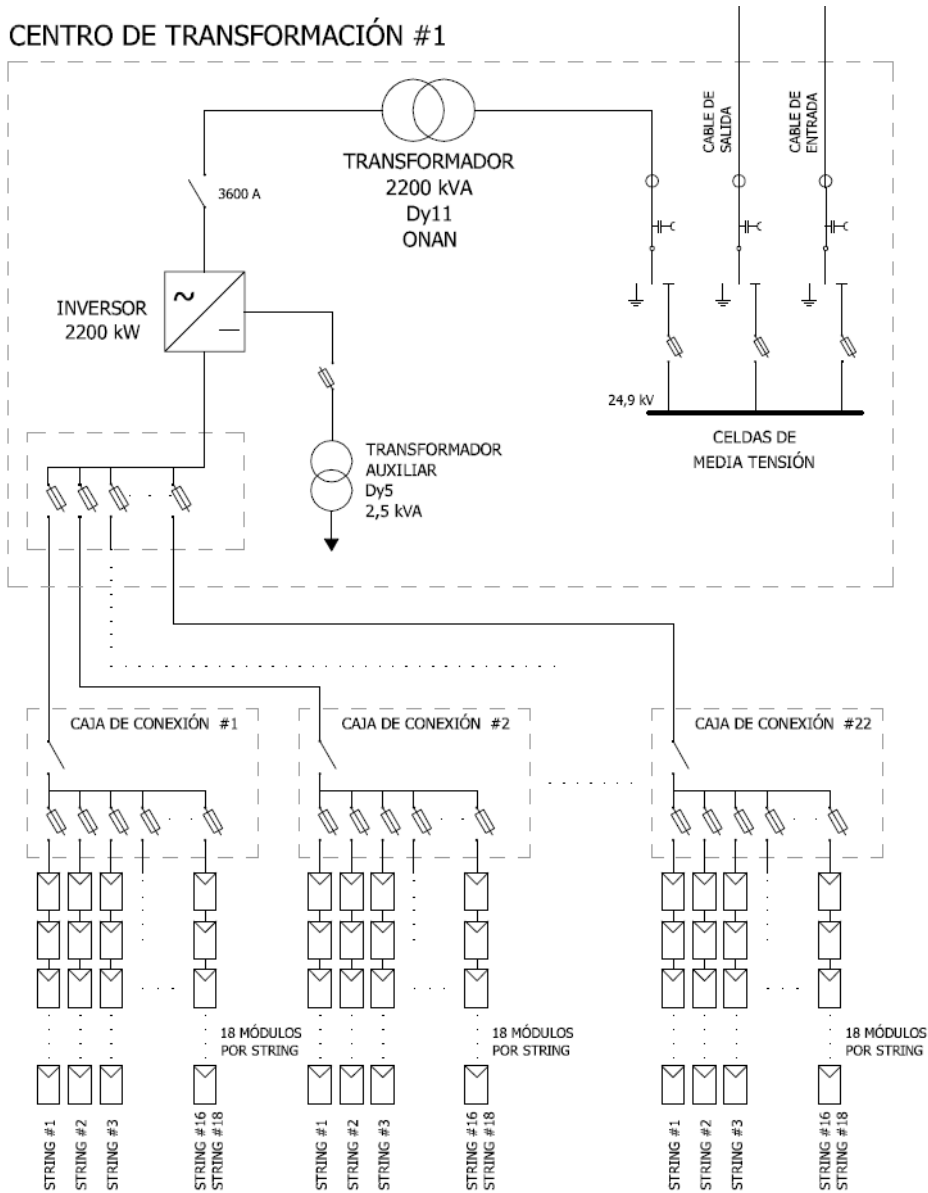 CENTRO DE TRANSFORMACIÓN #1
CABLE DE
SALIDA
CABLE DE
ENTRADA
TRANSFORMADOR
2200 kVA
Dy11
ONAN
3600 A
INVERSOR
2200 kW
~
24,9 kV
CELDAS DE
MEDIA TENSIÓN
TRANSFORMADOR
AUXILIAR
Dy5
2,5 kVA
CAJA DE CONEXIÓN #1
CAJA DE CONEXIÓN #2
CAJA DE CONEXIÓN #22
18 MÓDULOS
POR STRING
18 MÓDULOS
POR STRING
18 MÓDULOS
POR STRING
STRING #1
STRING #2
STRING #3
STRING #16
STRING #18
STRING #1
STRING #2
STRING #3
STRING #16
STRING #18
STRING #1
STRING #2
STRING #3
STRING #16
STRING #18